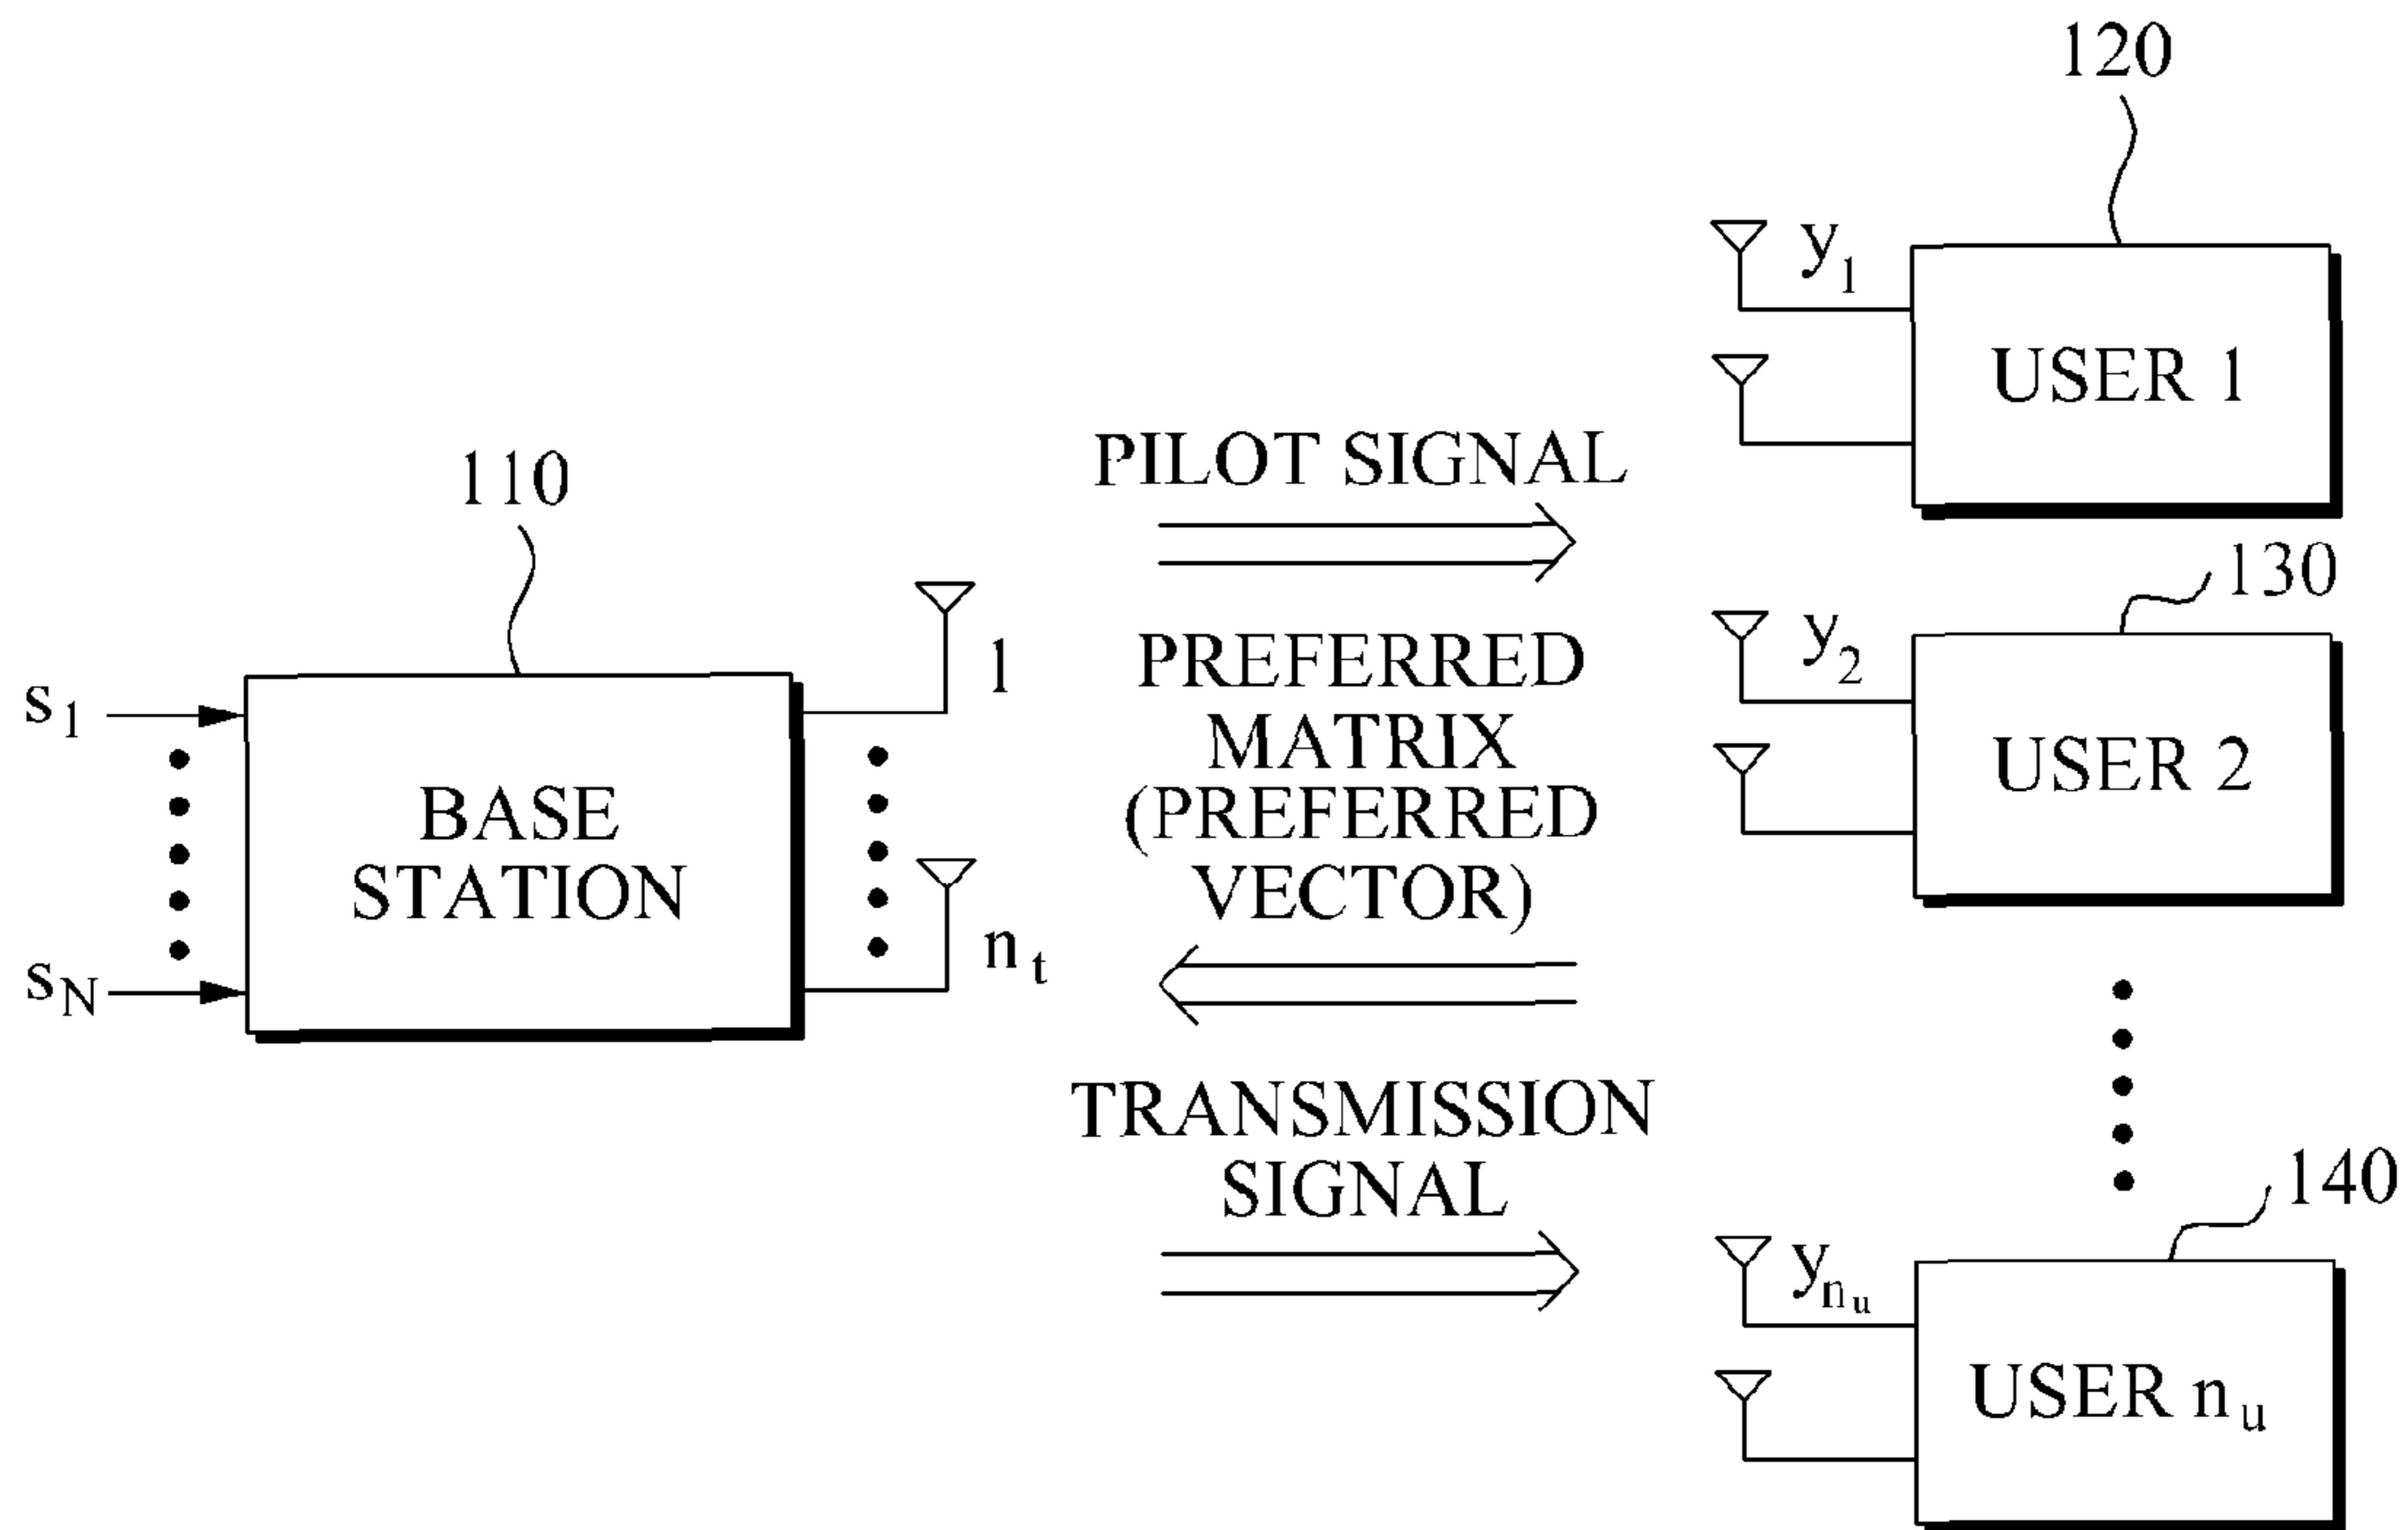 120
y1
USER 1
110
PILOT SIGNAL
130
1
PREFERRED
MATRIX
(PREFERRED
VECTOR)
y2
USER 2
s1
BASE
STATION
sN
nt
TRANSMISSION
SIGNAL
140
ynu
USER nu